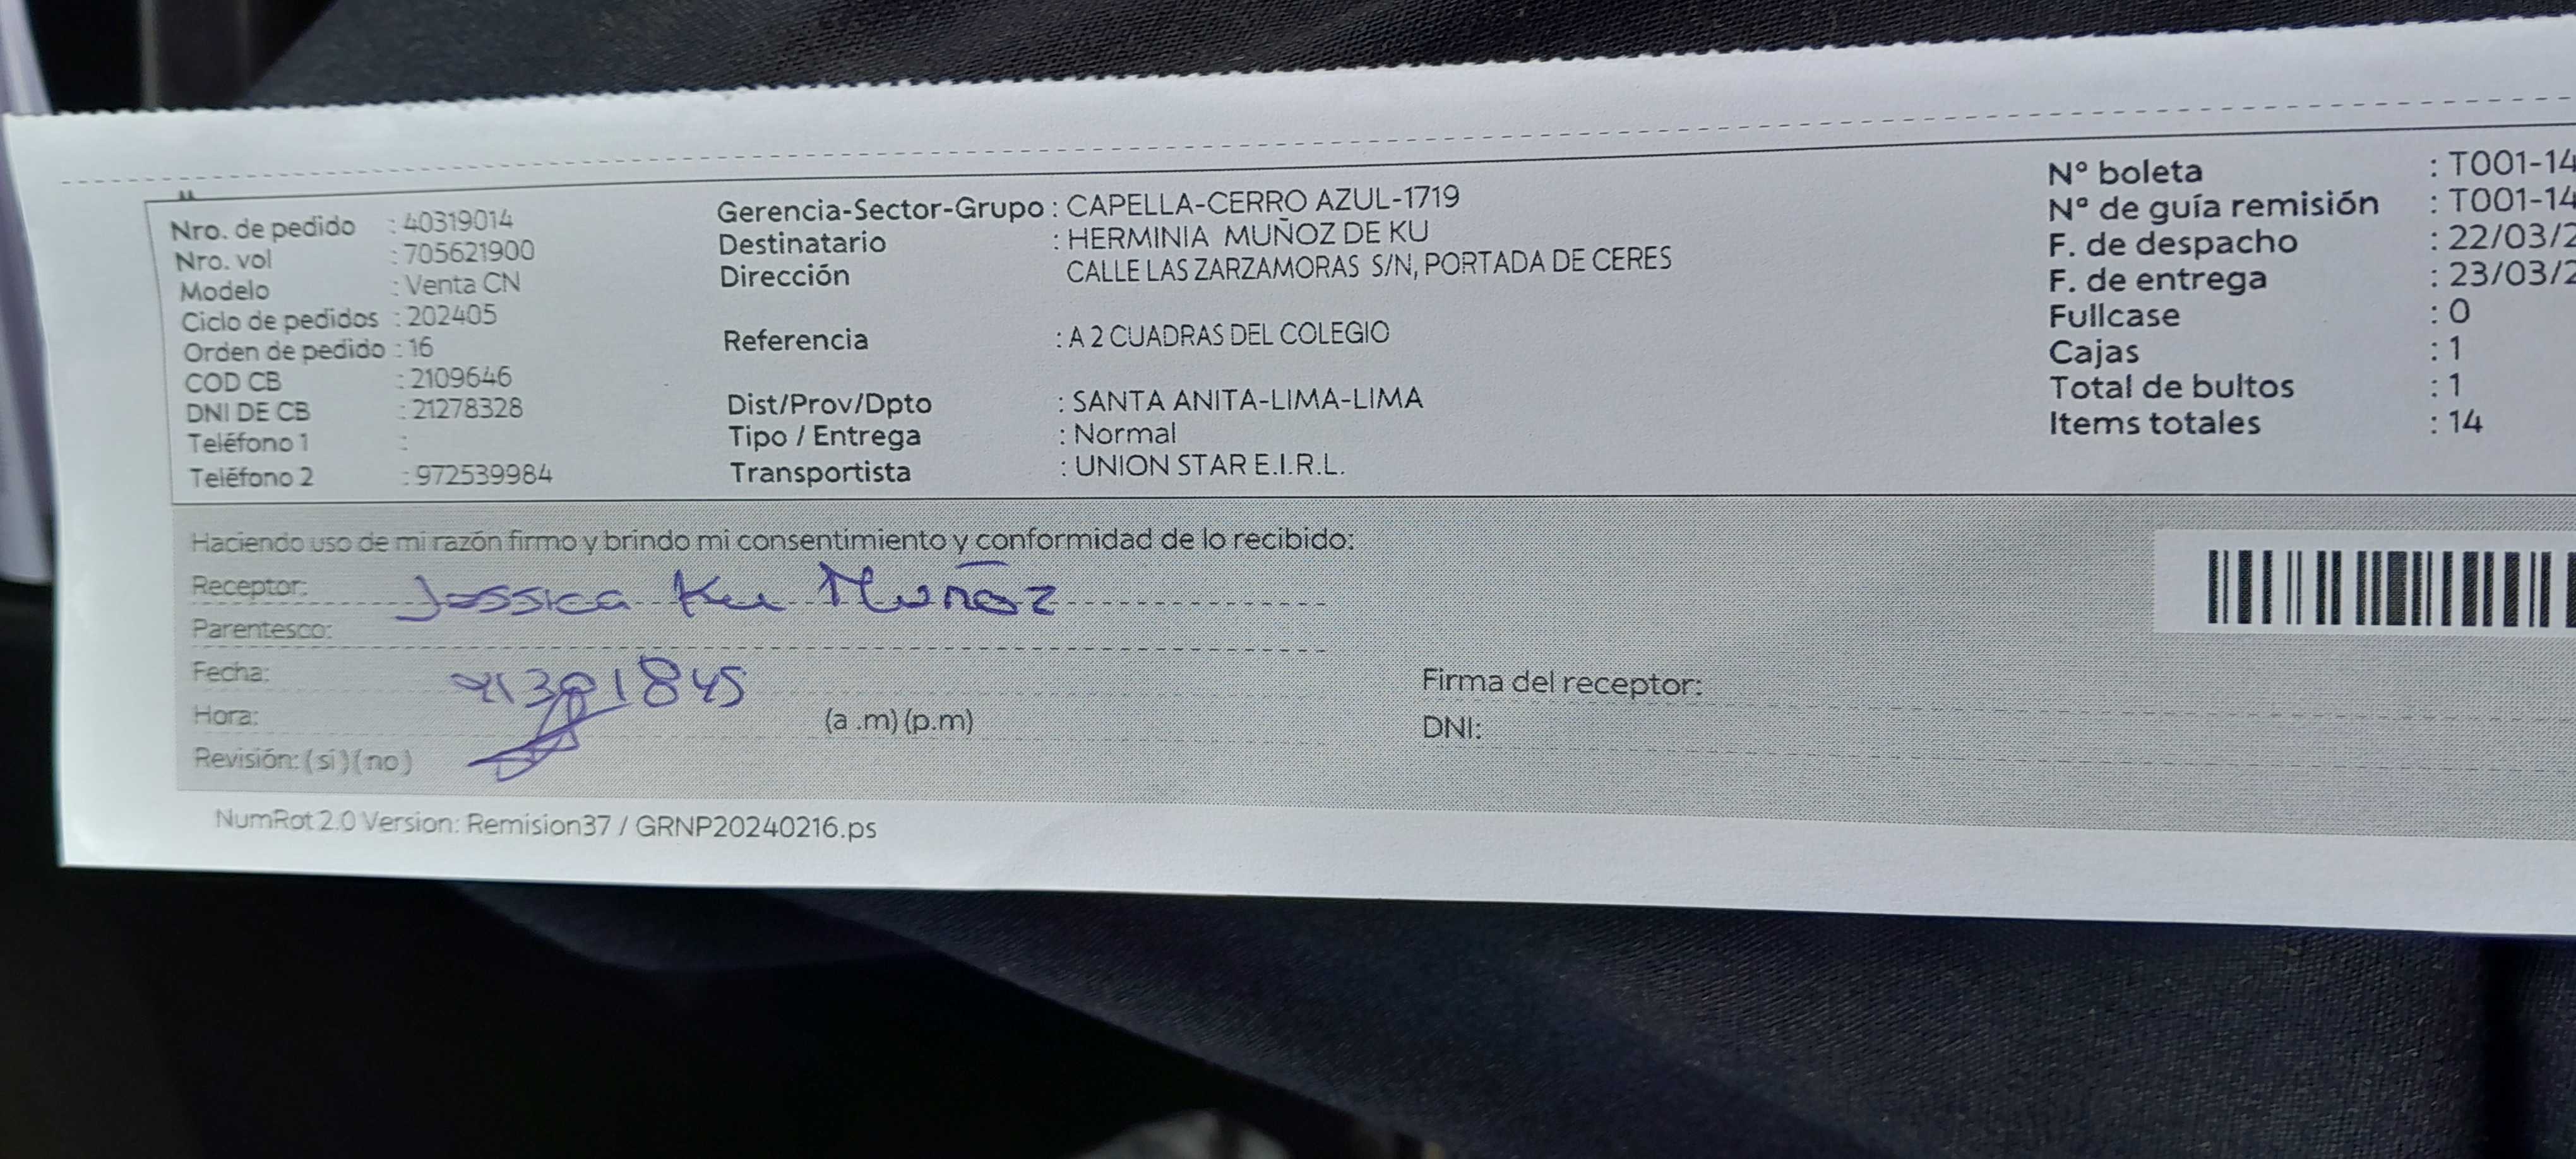 Nro. de pedido : 40319014
Nro. vol : 705621900
Modelo : Venta CN
Ciclo de pedidos : 202405
Orden de pedido : 16
COD CB : 2109646
DNI DE CB : 21278328
Teléfono 1 :
Teléfono 2 : 972539984
Gerencia-Sector-Grupo : CAPELLA-CERRO AZUL-1719
Destinatario : HERMINIA MUÑOZ DE KU
Dirección CALLE LAS ZARZAMORAS S/N, PORTADA DE CERES
Referencia : A 2 CUADRAS DEL COLEGIO
Dist/Prov/Dpto : SANTA ANITA-LIMA-LIMA
Tipo / Entrega : Normal
Transportista : UNION STAR E.I.R.L.
Nº boleta : T001-14
Nº de guía remisión : T001-14
F. de despacho : 22/03/2
F. de entrega : 23/03/2
Fullcase : 0
Cajas : 1
Total de bultos : 1
Items totales : 14
Haciendo uso de mi razón firmo y brindo mi consentimiento y conformidad de lo recibido:
Receptor: Jessica Ku Muñoz
Parentesco:
Fecha:
Hora: (a .m) (p.m)
Revisión: (si) (no)
Firma del receptor:
DNI:
NumRot 2.0 Version: Remision37 / GRNP20240216.ps